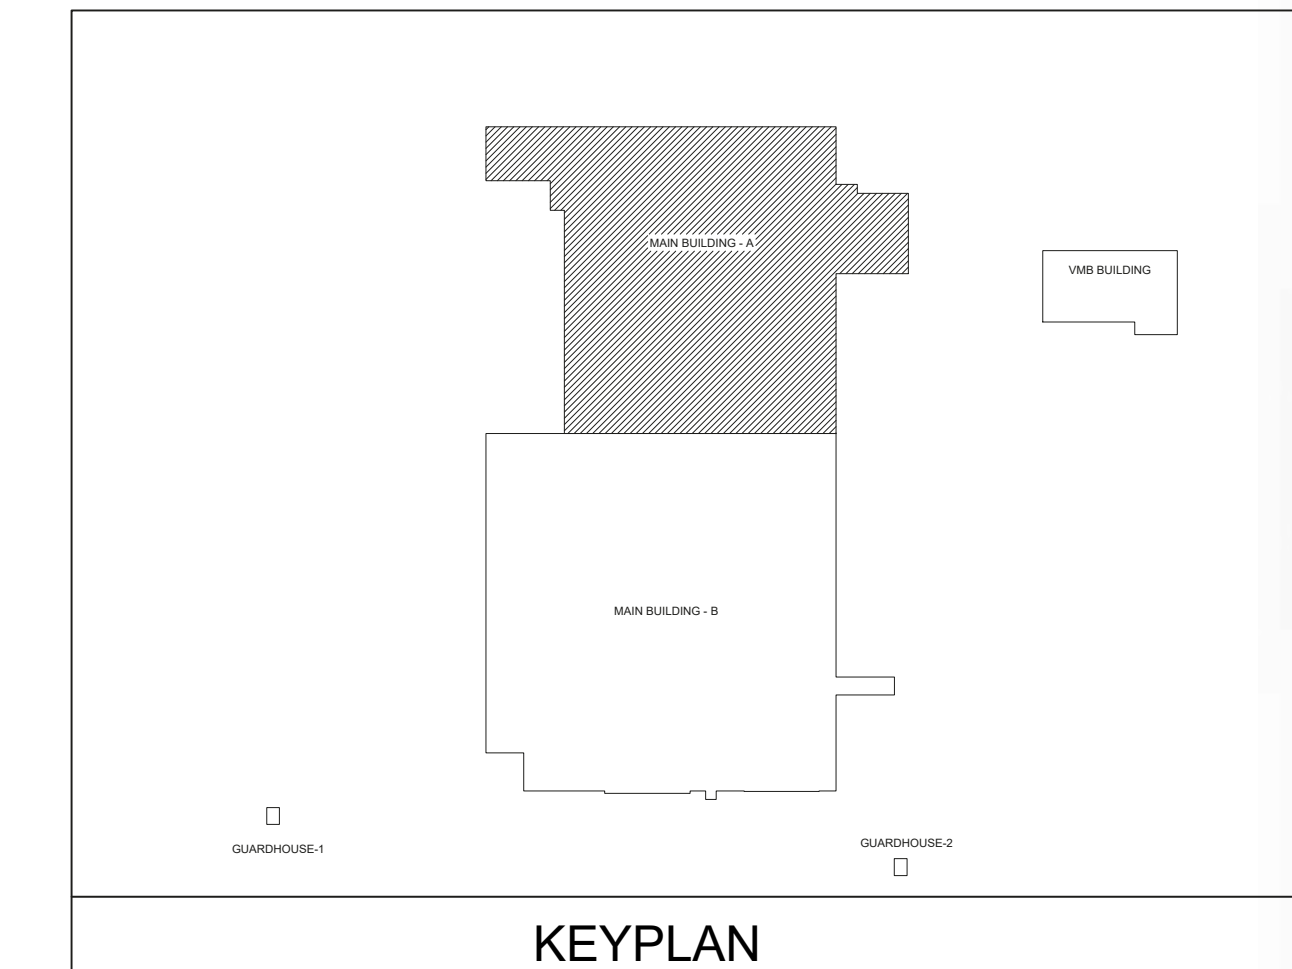 MAIN BUILDING - A
VMB BUILDING
MAIN BUILDING - B
GUARDHOUSE-1
GUARDHOUSE-2
KEYPLAN